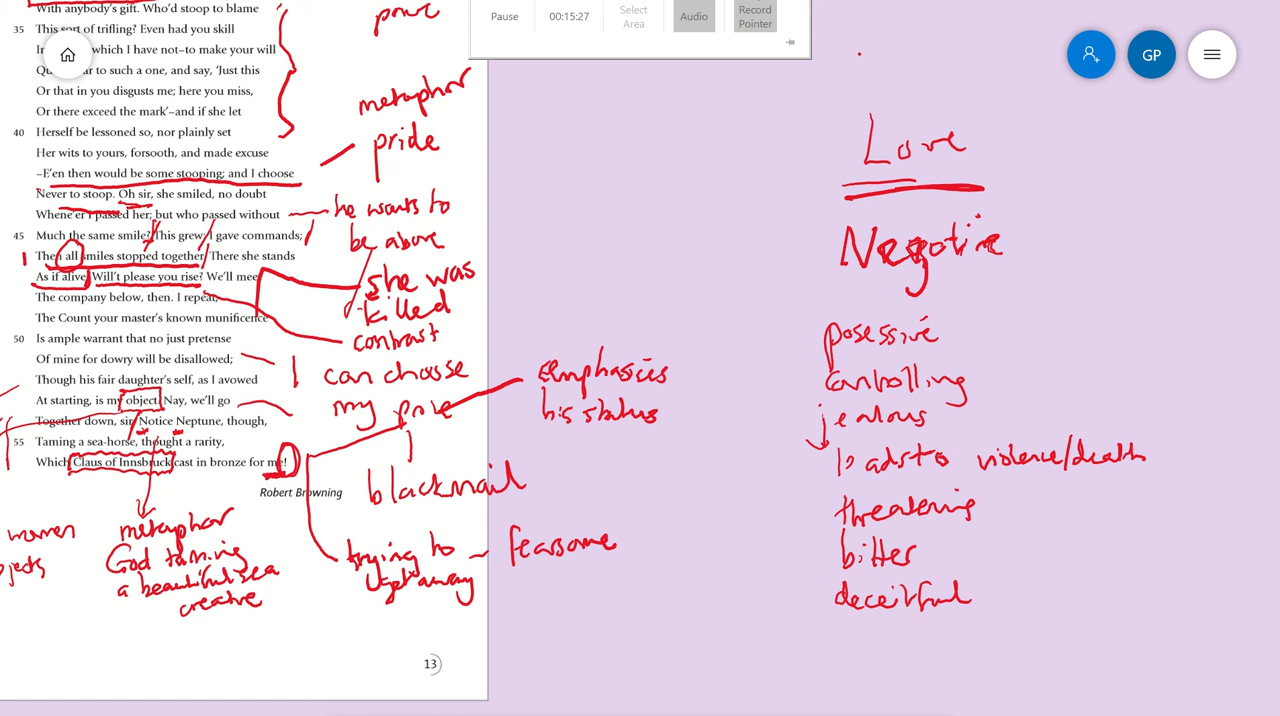 Pause
00:15:27
Select
Area
Audio
Record
Pointer
GP
With anybody's gift. Who'd stoop to blame
35 This sort of trifling? Even had you skill
In which I have not–to make your will
Qu r to such a one, and say, 'Just this
Or that in you disgusts me; here you miss,
Or there exceed the mark'–and if she let
40 Herself be lessoned so, nor plainly set
Her wits to yours, forsooth, and made excuse
–E'en then would be some stooping; and I choose
Never to stoop. Oh sir, she smiled, no doubt
Whene'er I passed her; but who passed without
45 Much the same smile? This grew; I gave commands;
Then all smiles stopped together. There she stands
As if alive. Will't please you rise? We'll mee
The company below, then. I repeat,
The Count your master's known munificence
50 Is ample warrant that no just pretense
Of mine for dowry will be disallowed;
Though his fair daughter's self, as I avowed
At starting, is my object. Nay, we'll go
Together down, sir. Notice Neptune, though,
55 Taming a sea-horse, thought a rarity,
Which Claus of Innsbruck cast in bronze for me!
Robert Browning
13
metaphor
pride
he wants to
be above
she was
killed
contrast
I can choose
my
blackmail
trying to
get away
fearsome
emphasies
his status
women
metaphor
God taming
a beautiful sea
creative
Love
Negotive
posessive
controlling
jealous
leads to violence/death
threatening
bitter
deceitful